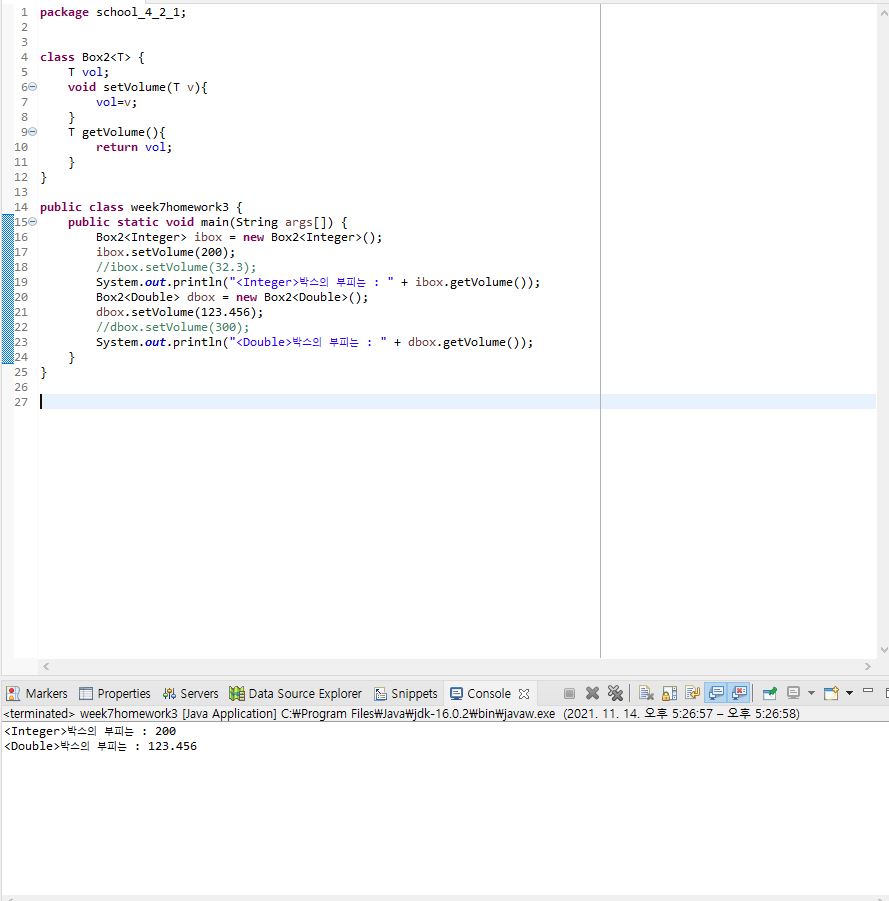 1 package school_4_2_1;
2
3
4 class Box2<T> {
5 T vol;
6 void setVolume(T v){
7 vol=v;
8 }
9 T getVolume(){
10 return vol;
11 }
12 }
13
14 public class week7homework3 {
15 public static void main(String args[]) {
16 Box2<Integer> ibox = new Box2<Integer>();
17 ibox.setVolume(200);
18 //ibox.setVolume(32.3);
19 System.out.println("<Integer>박스의 부피는 : " + ibox.getVolume());
20 Box2<Double> dbox = new Box2<Double>();
21 dbox.setVolume(123.456);
22 //dbox.setVolume(300);
23 System.out.println("<Double>박스의 부피는 : " + dbox.getVolume());
24 }
25 }
26
27
Markers Properties Servers Data Source Explorer Snippets Console
<terminated> week7homework3 [Java Application] C:₩Program Files₩Java₩jdk-16.0.2₩bin₩javaw.exe (2021. 11. 14. 오후 5:26:57 – 오후 5:26:58)
<Integer>박스의 부피는 : 200
<Double>박스의 부피는 : 123.456